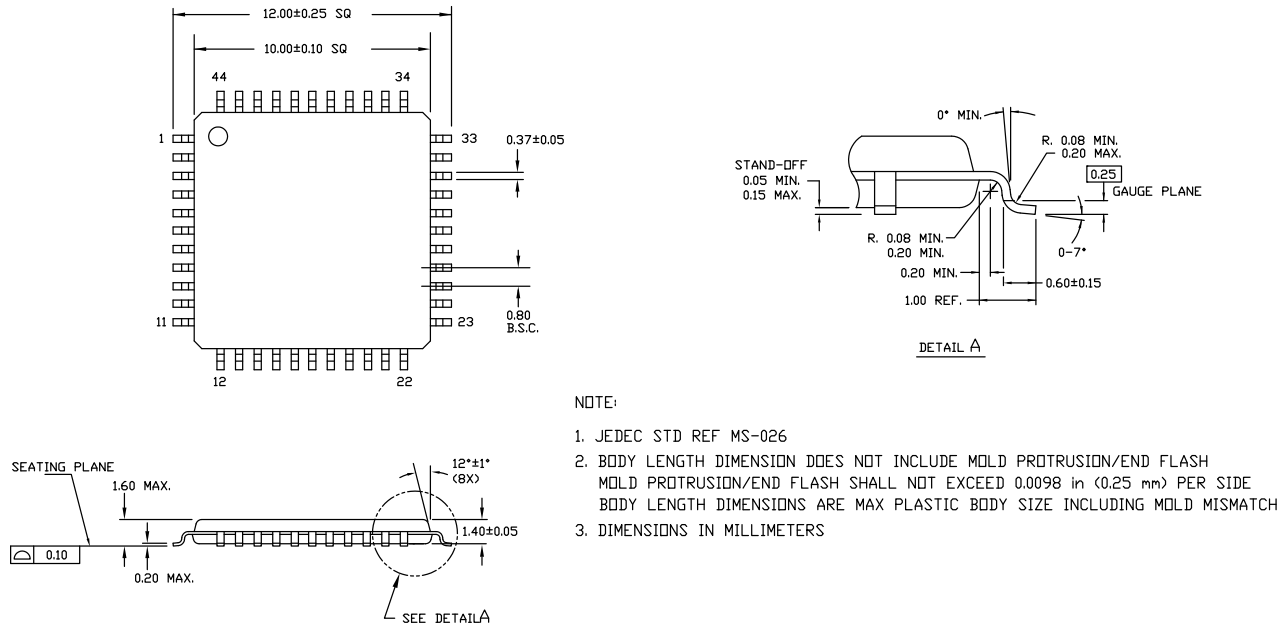 12.00±0.25 SQ
10.00±0.10 SQ
44
34
1
33
0.37±0.05
0.80
B.S.C.
11
23
12
22
0° MIN.
R. 0.08 MIN.
0.20 MAX.
STAND-OFF
0.05 MIN.
0.15 MAX.
0.25
GAUGE PLANE
R. 0.08 MIN.
0.20 MIN.
0-7°
0.20 MIN.
0.60±0.15
1.00 REF.
DETAIL A
NOTE:
1. JEDEC STD REF MS-026
2. BODY LENGTH DIMENSION DOES NOT INCLUDE MOLD PROTRUSION/END FLASH
MOLD PROTRUSION/END FLASH SHALL NOT EXCEED 0.0098 in (0.25 mm) PER SIDE
BODY LENGTH DIMENSIONS ARE MAX PLASTIC BODY SIZE INCLUDING MOLD MISMATCH
3. DIMENSIONS IN MILLIMETERS
SEATING PLANE
1.60 MAX.
12°±1°
(8X)
1.40±0.05
0.10
0.20 MAX.
SEE DETAILA